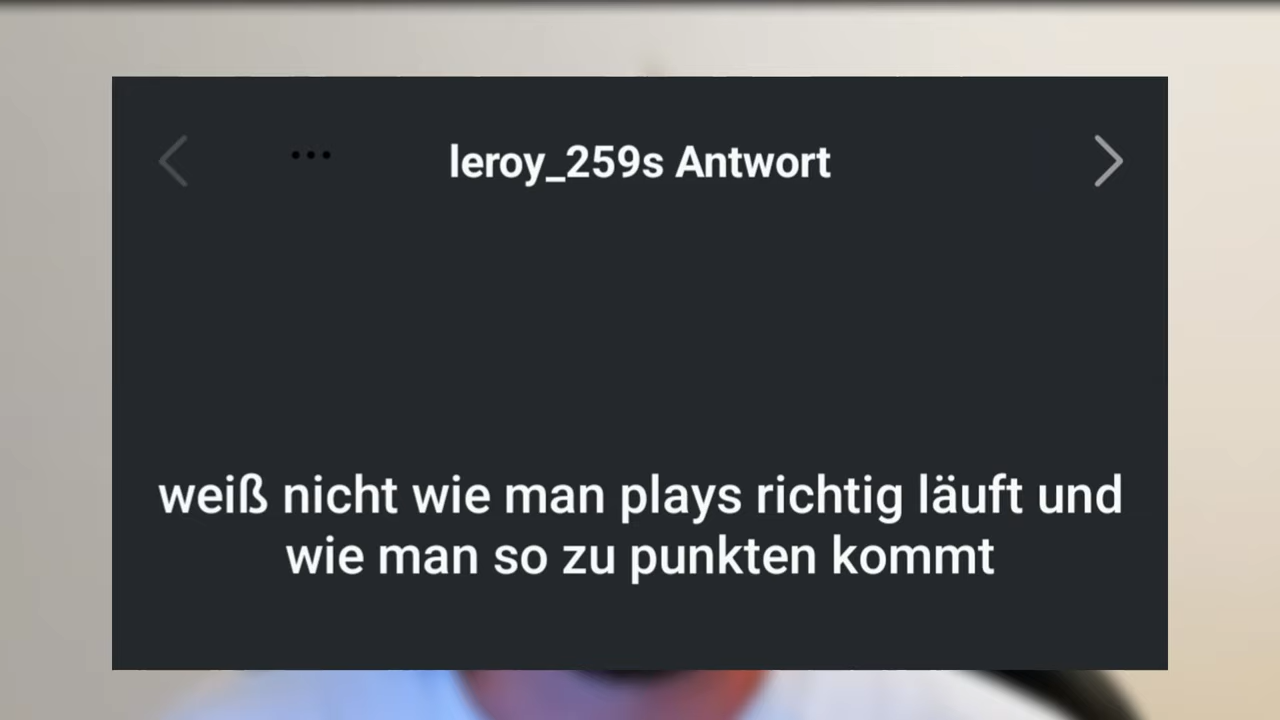 leroy_259s Antwort
weiß nicht wie man plays richtig läuft und
wie man so zu punkten kommt